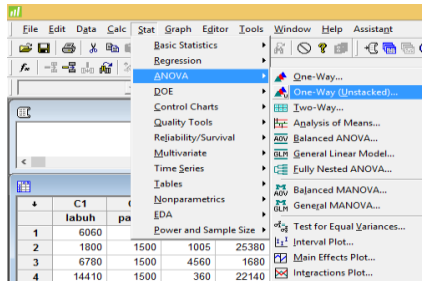 File Edit Data Calc Stat Graph Editor Tools Window Help Assistant
Basic Statistics
Regression
ANOVA
DOE
Control Charts
Quality Tools
Reliability/Survival
Multivariate
Time Series
Tables
Nonparametrics
EDA
Power and Sample Size
One-Way...
One-Way (Unstacked)...
Two-Way...
Analysis of Means...
Balanced ANOVA...
General Linear Model...
Fully Nested ANOVA...
Balanced MANOVA...
General MANOVA...
Test for Equal Variances...
Interval Plot...
Main Effects Plot...
Interactions Plot...
C1
labuh pa
1 6060
2 1800 1500 1005 25380
3 6780 1500 4560 1680
4 14410 1500 360 22140